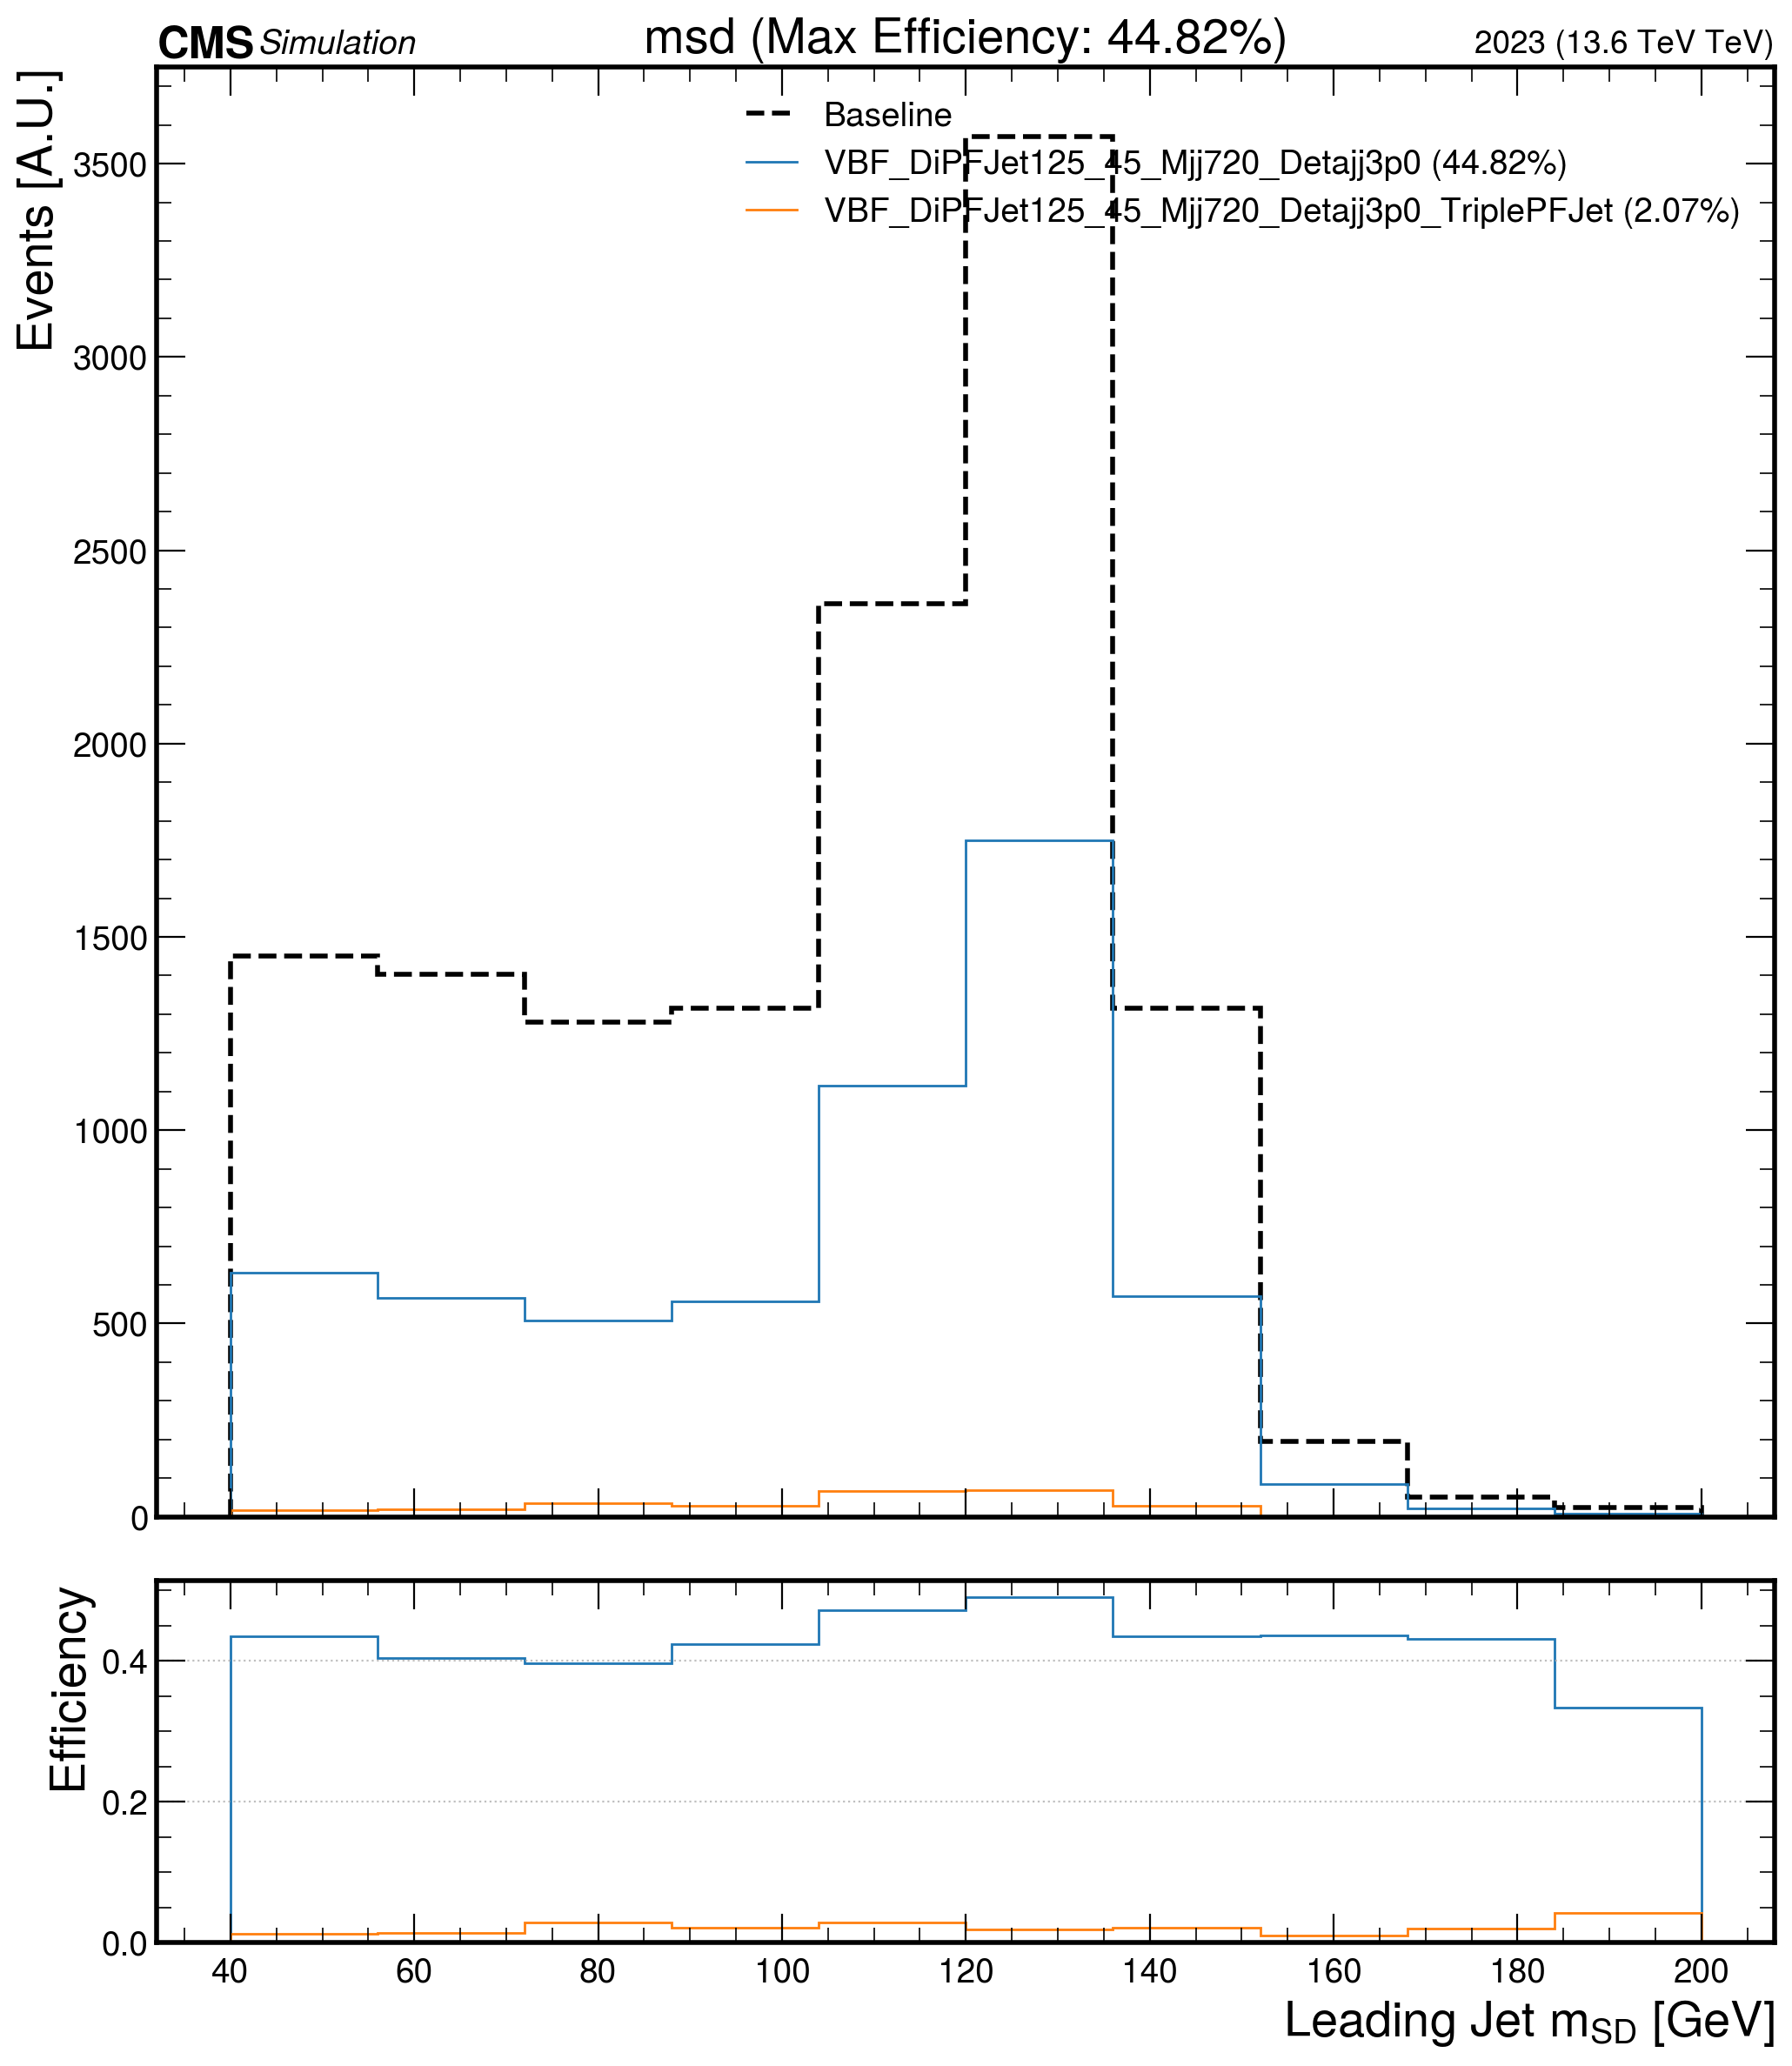 CMS Simulation msd (Max Efficiency: 44.82%) 2023 (13.6 TeV TeV)
Baseline
VBF_DiPFJet125_45_Mjj720_Detajj3p0 (44.82%)
VBF_DiPFJet125_45_Mjj720_Detajj3p0_TriplePFJet (2.07%)
Events [A.U.]
3500
3000
2500
2000
1500
1000
500
0
Efficiency
0.4
0.2
0.0
40 60 80 100 120 140 160 180 200
Leading Jet mSD [GeV]